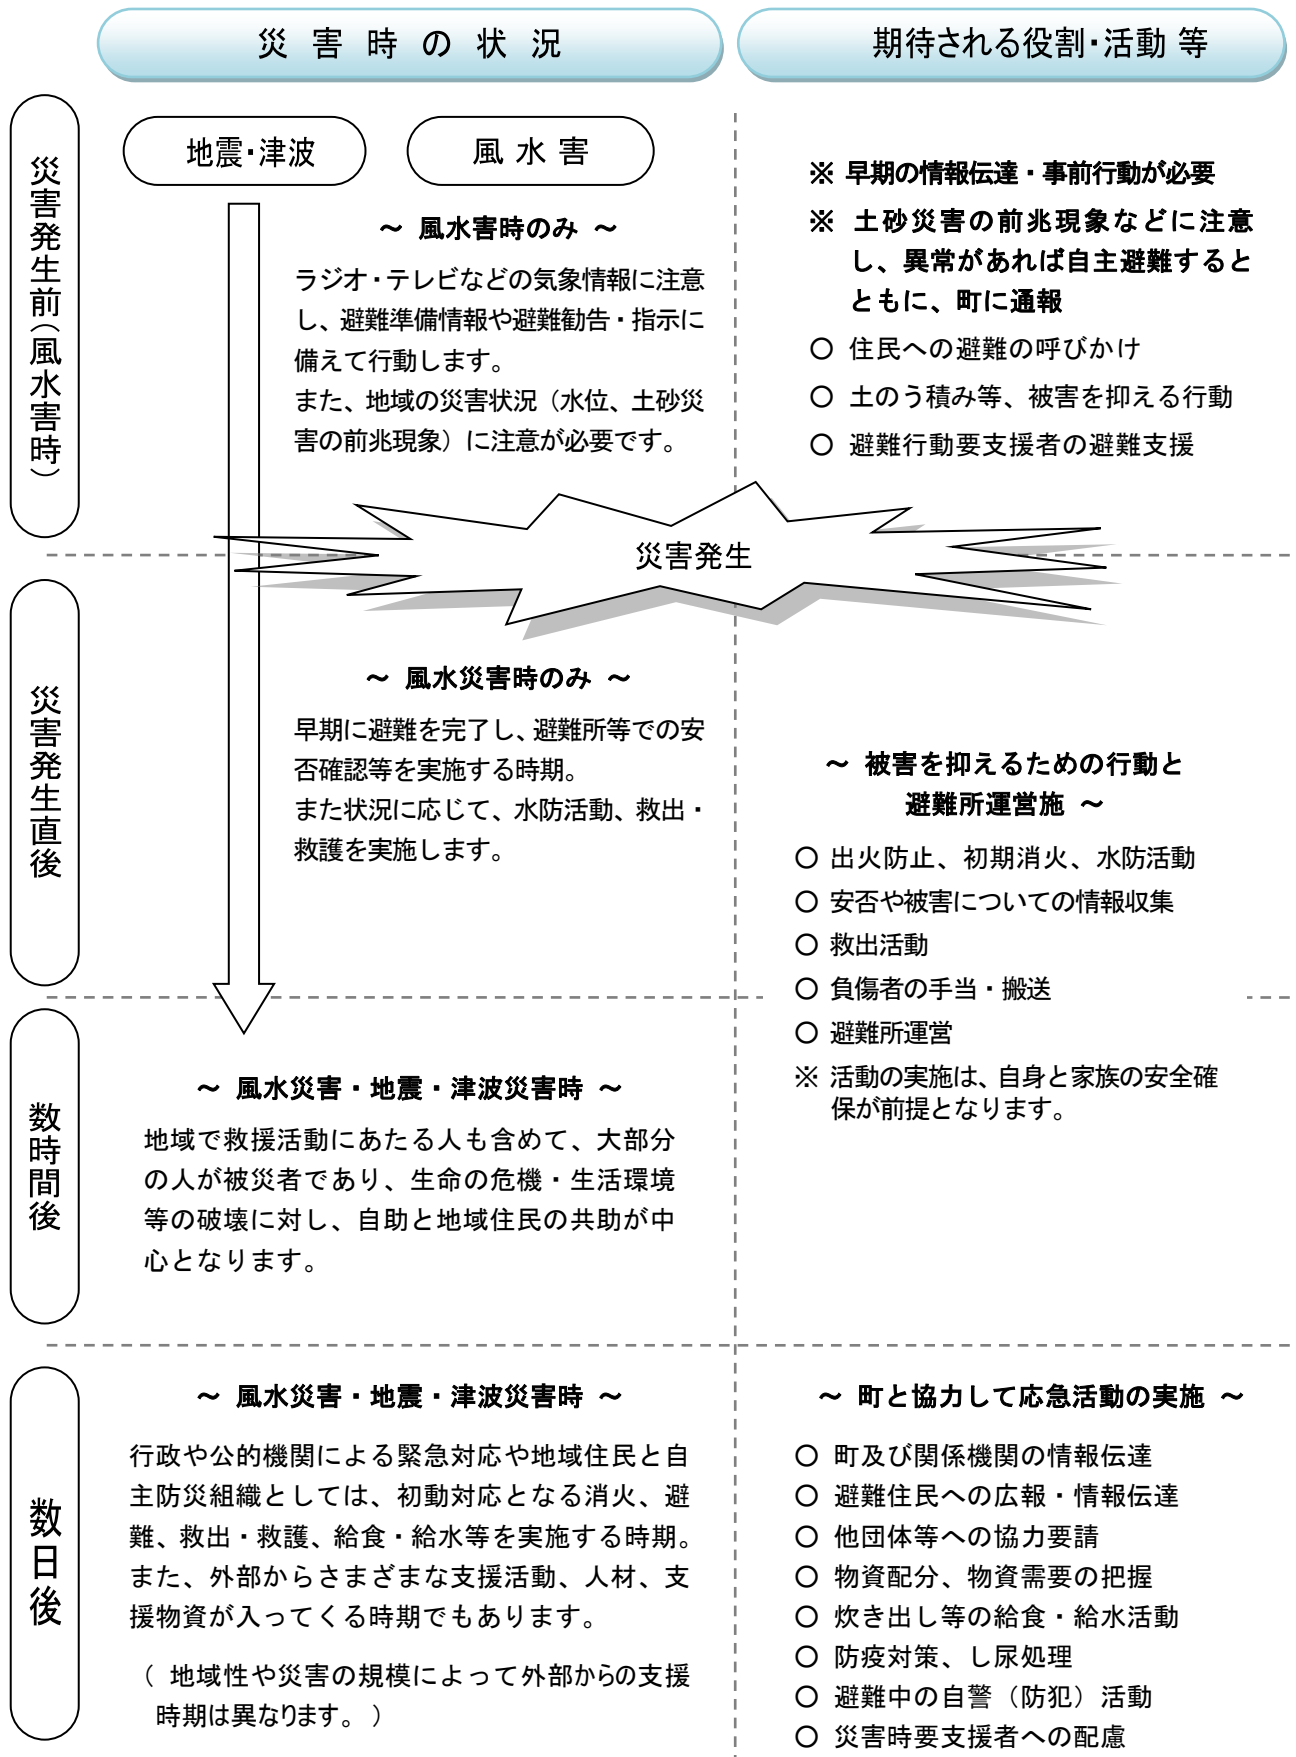 災害時の状況
期待される役割・活動 等
災害発生前（風水害時）
地震・津波
風水害
～ 風水害時のみ ～
ラジオ・テレビなどの気象情報に注意
し、避難準備情報や避難勧告・指示に
備えて行動します。
また、地域の災害状況（水位、土砂災
害の前兆現象）に注意が必要です。
※ 早期の情報伝達・事前行動が必要
※ 土砂災害の前兆現象などに注意
し、異常があれば自主避難すると
ともに、町に通報
○ 住民への避難の呼びかけ
○ 土のう積み等、被害を抑える行動
○ 避難行動要支援者の避難支援
災害発生
災害発生直後
～ 風水災害時のみ ～
早期に避難を完了し、避難所等での安
否確認等を実施する時期。
また状況に応じて、水防活動、救出・
救護を実施します。
～ 被害を抑えるための行動と
避難所運営施 ～
○ 出火防止、初期消火、水防活動
○ 安否や被害についての情報収集
○ 救出活動
○ 負傷者の手当・搬送
○ 避難所運営
※ 活動の実施は、自身と家族の安全確
保が前提となります。
数時間後
～ 風水災害・地震・津波災害時 ～
地域で救援活動にあたる人も含めて、大部分
の人が被災者であり、生命の危機・生活環境
等の破壊に対し、自助と地域住民の共助が中
心となります。
数日後
～ 風水災害・地震・津波災害時 ～
行政や公的機関による緊急対応や地域住民と自
主防災組織としては、初動対応となる消火、避
難、救出・救護、給食・給水等を実施する時期。
また、外部からさまざまな支援活動、人材、支
援物資が入ってくる時期でもあります。
（ 地域性や災害の規模によって外部からの支援
時期は異なります。）
～ 町と協力して応急活動の実施 ～
○ 町及び関係機関の情報伝達
○ 避難住民への広報・情報伝達
○ 他団体等への協力要請
○ 物資配分、物資需要の把握
○ 炊き出し等の給食・給水活動
○ 防疫対策、し尿処理
○ 避難中の自警（防犯）活動
○ 災害時要支援者への配慮